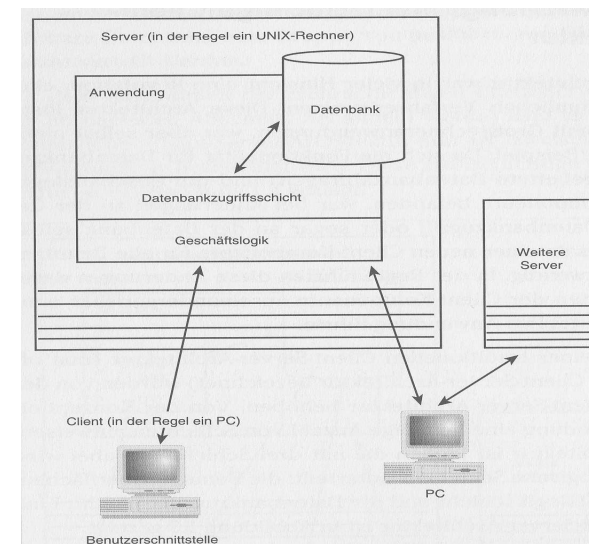 Server (in der Regel ein UNIX-Rechner)
Anwendung
Datenbank
Datenbankzugriffsschicht
Geschäftslogik
Weitere
Server
Client (in der Regel ein PC)
PC
Benutzerschnittstelle